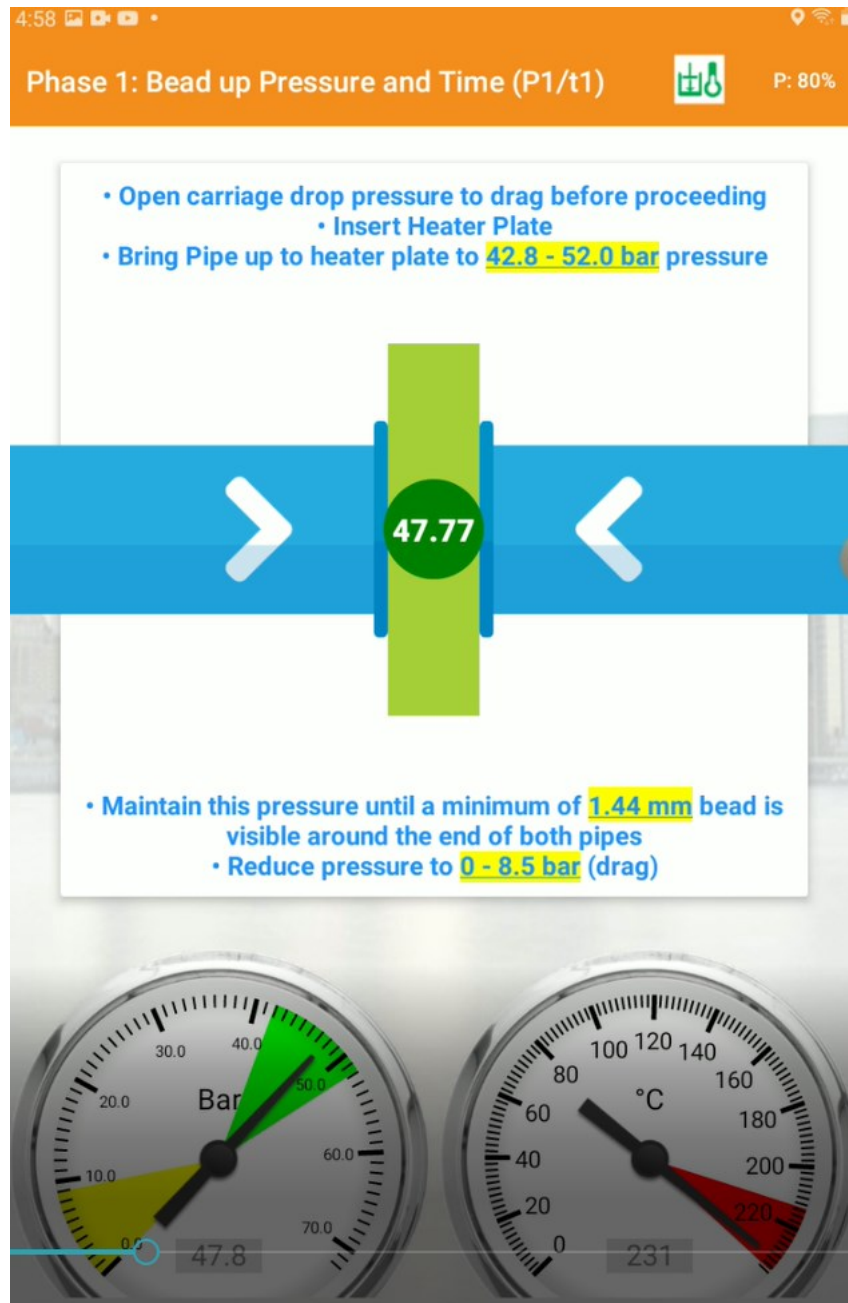 4:58
Phase 1: Bead up Pressure and Time (P1/t1)
P: 80%
• Open carriage drop pressure to drag before proceeding
• Insert Heater Plate
• Bring Pipe up to heater plate to 42.8 - 52.0 bar pressure
47.77
• Maintain this pressure until a minimum of 1.44 mm bead is
visible around the end of both pipes
• Reduce pressure to 0 - 8.5 bar (drag)
0.0
10.0
20.0
30.0
40.0
50.0
60.0
70.0
Bar
47.8
0
20
40
60
80
100
120
140
160
180
200
220
°C
231